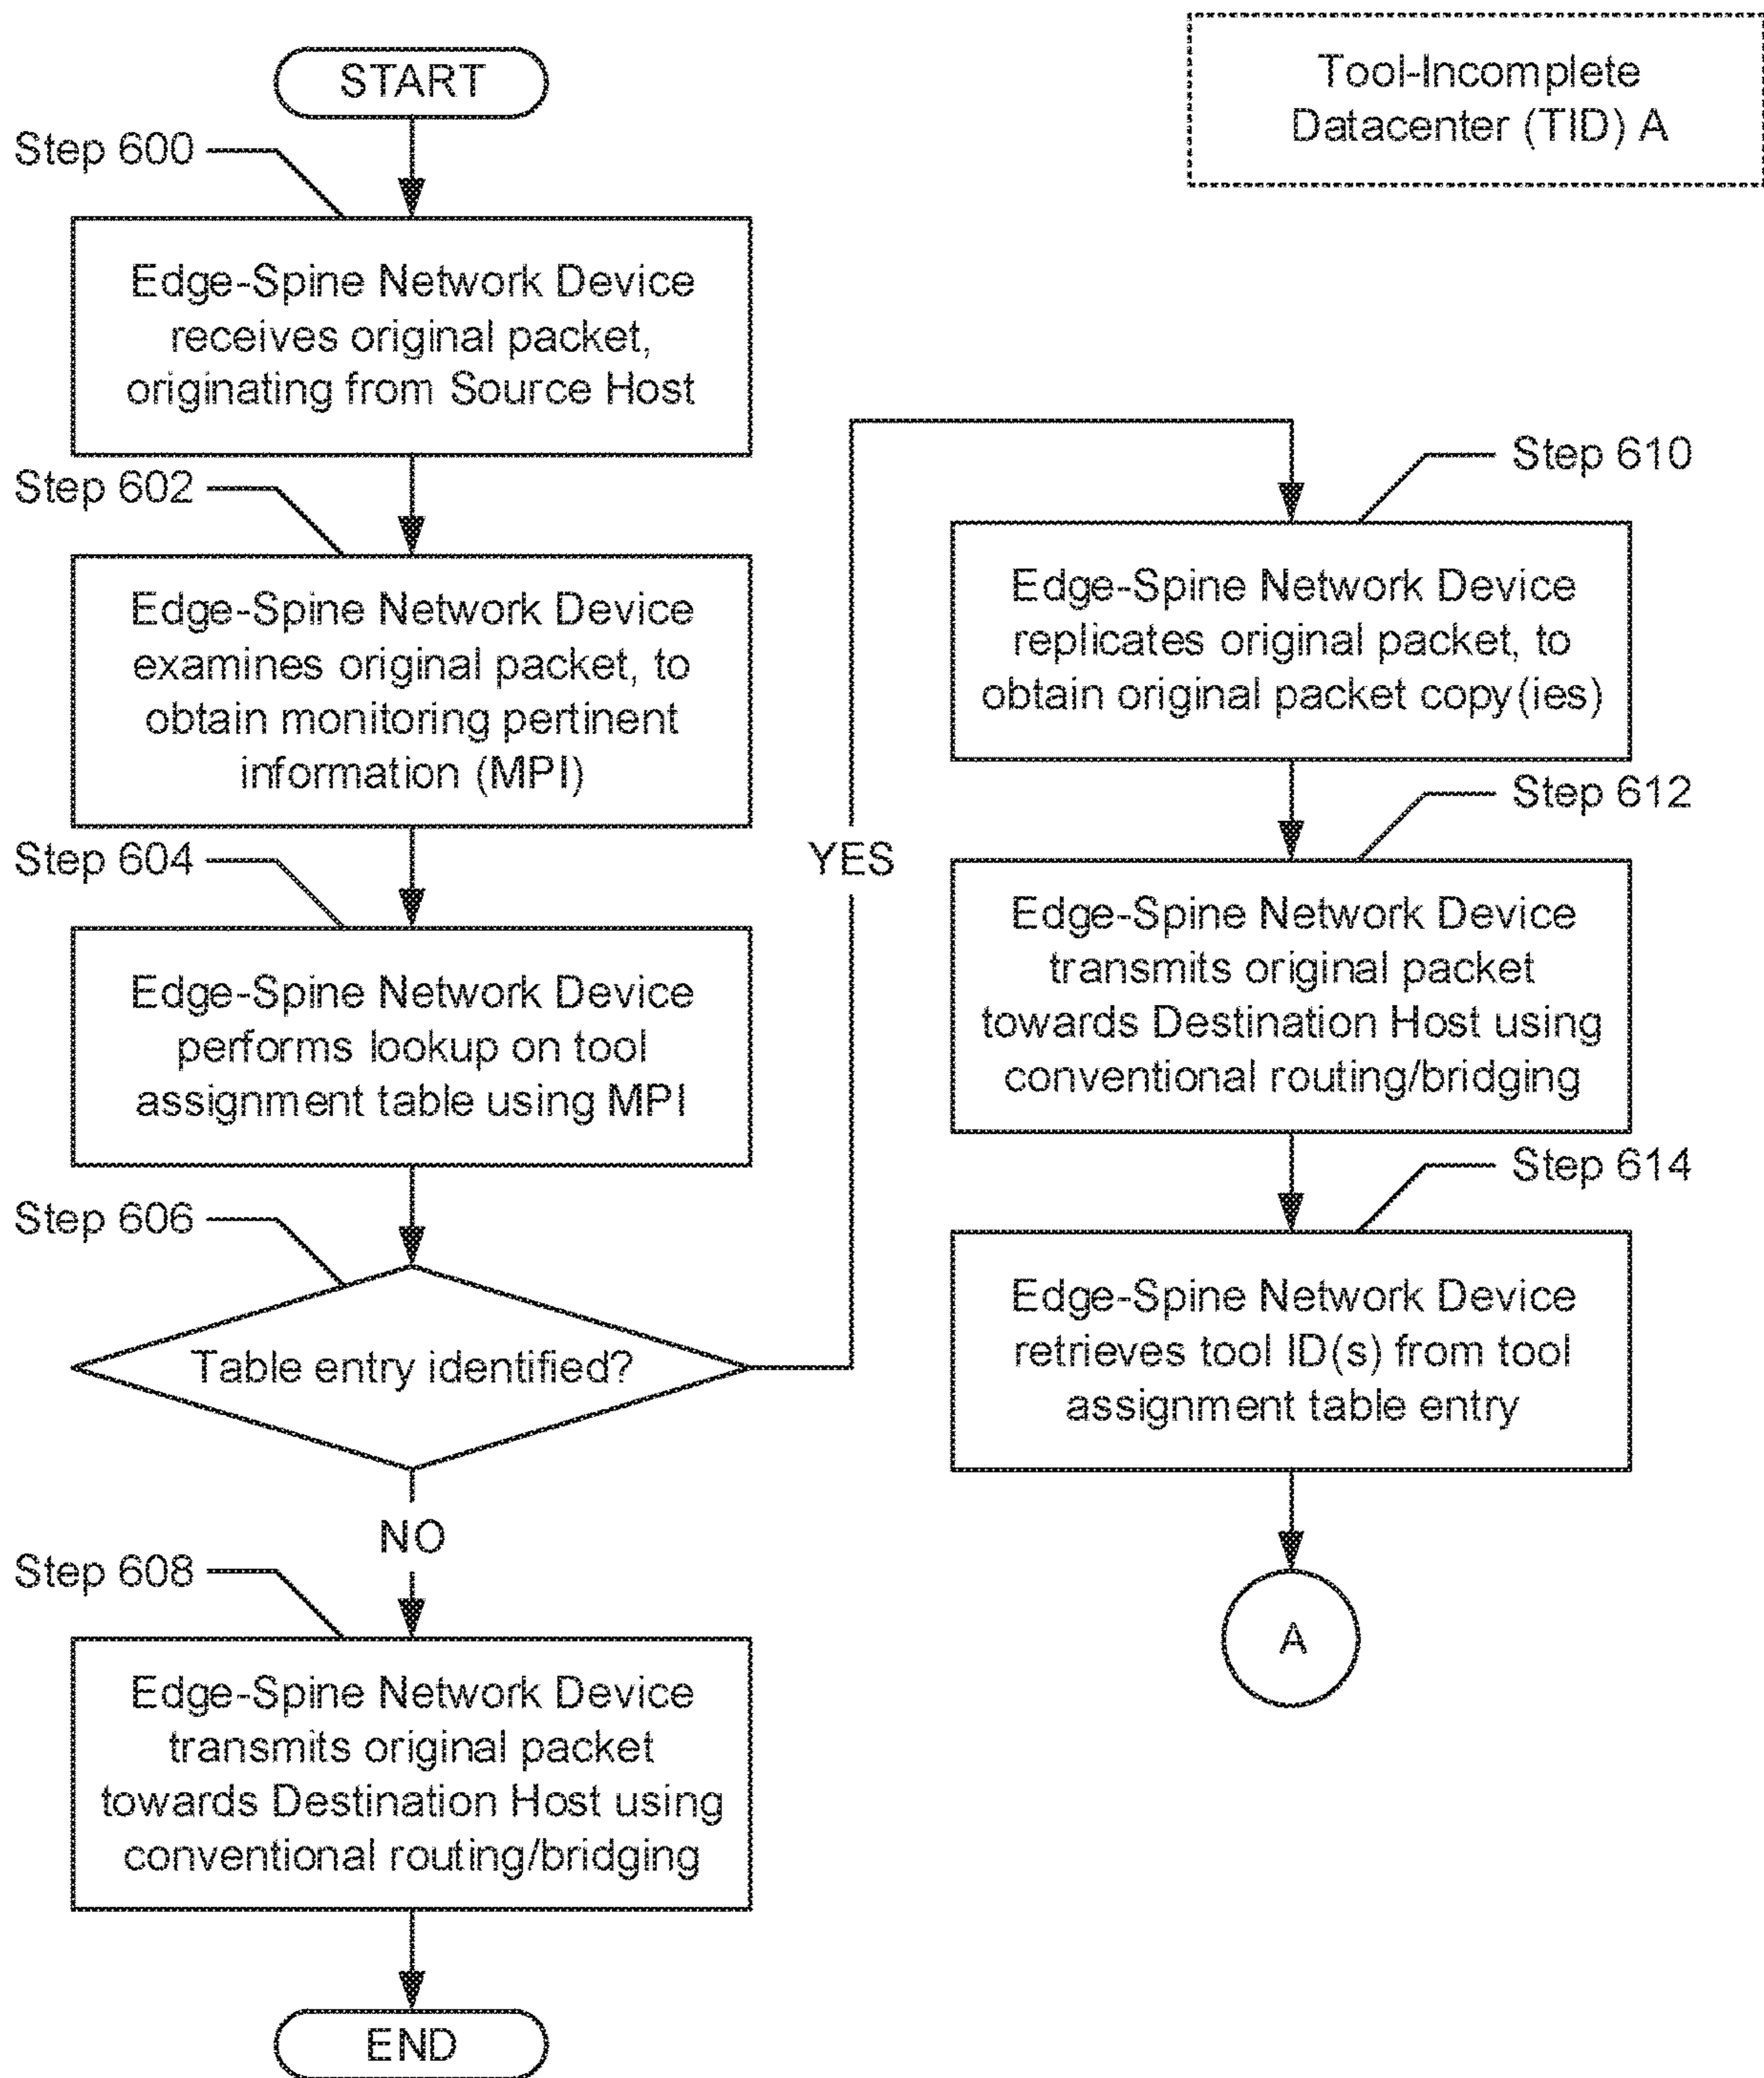 Tool-Incomplete
Datacenter (TID) A
START
Step 600
Edge-Spine Network Device
receives original packet,
originating from Source Host
Step 602
Edge-Spine Network Device
examines original packet, to
obtain monitoring pertinent
information (MPI)
Step 604
Edge-Spine Network Device
performs lookup on tool
assignment table using MPI
Step 606
Table entry identified?
NO
Step 608
Edge-Spine Network Device
transmits original packet
towards Destination Host using
conventional routing/bridging
END
YES
Step 610
Edge-Spine Network Device
replicates original packet, to
obtain original packet copy(ies)
Step 612
Edge-Spine Network Device
transmits original packet
towards Destination Host using
conventional routing/bridging
Step 614
Edge-Spine Network Device
retrieves tool ID(s) from tool
assignment table entry
A